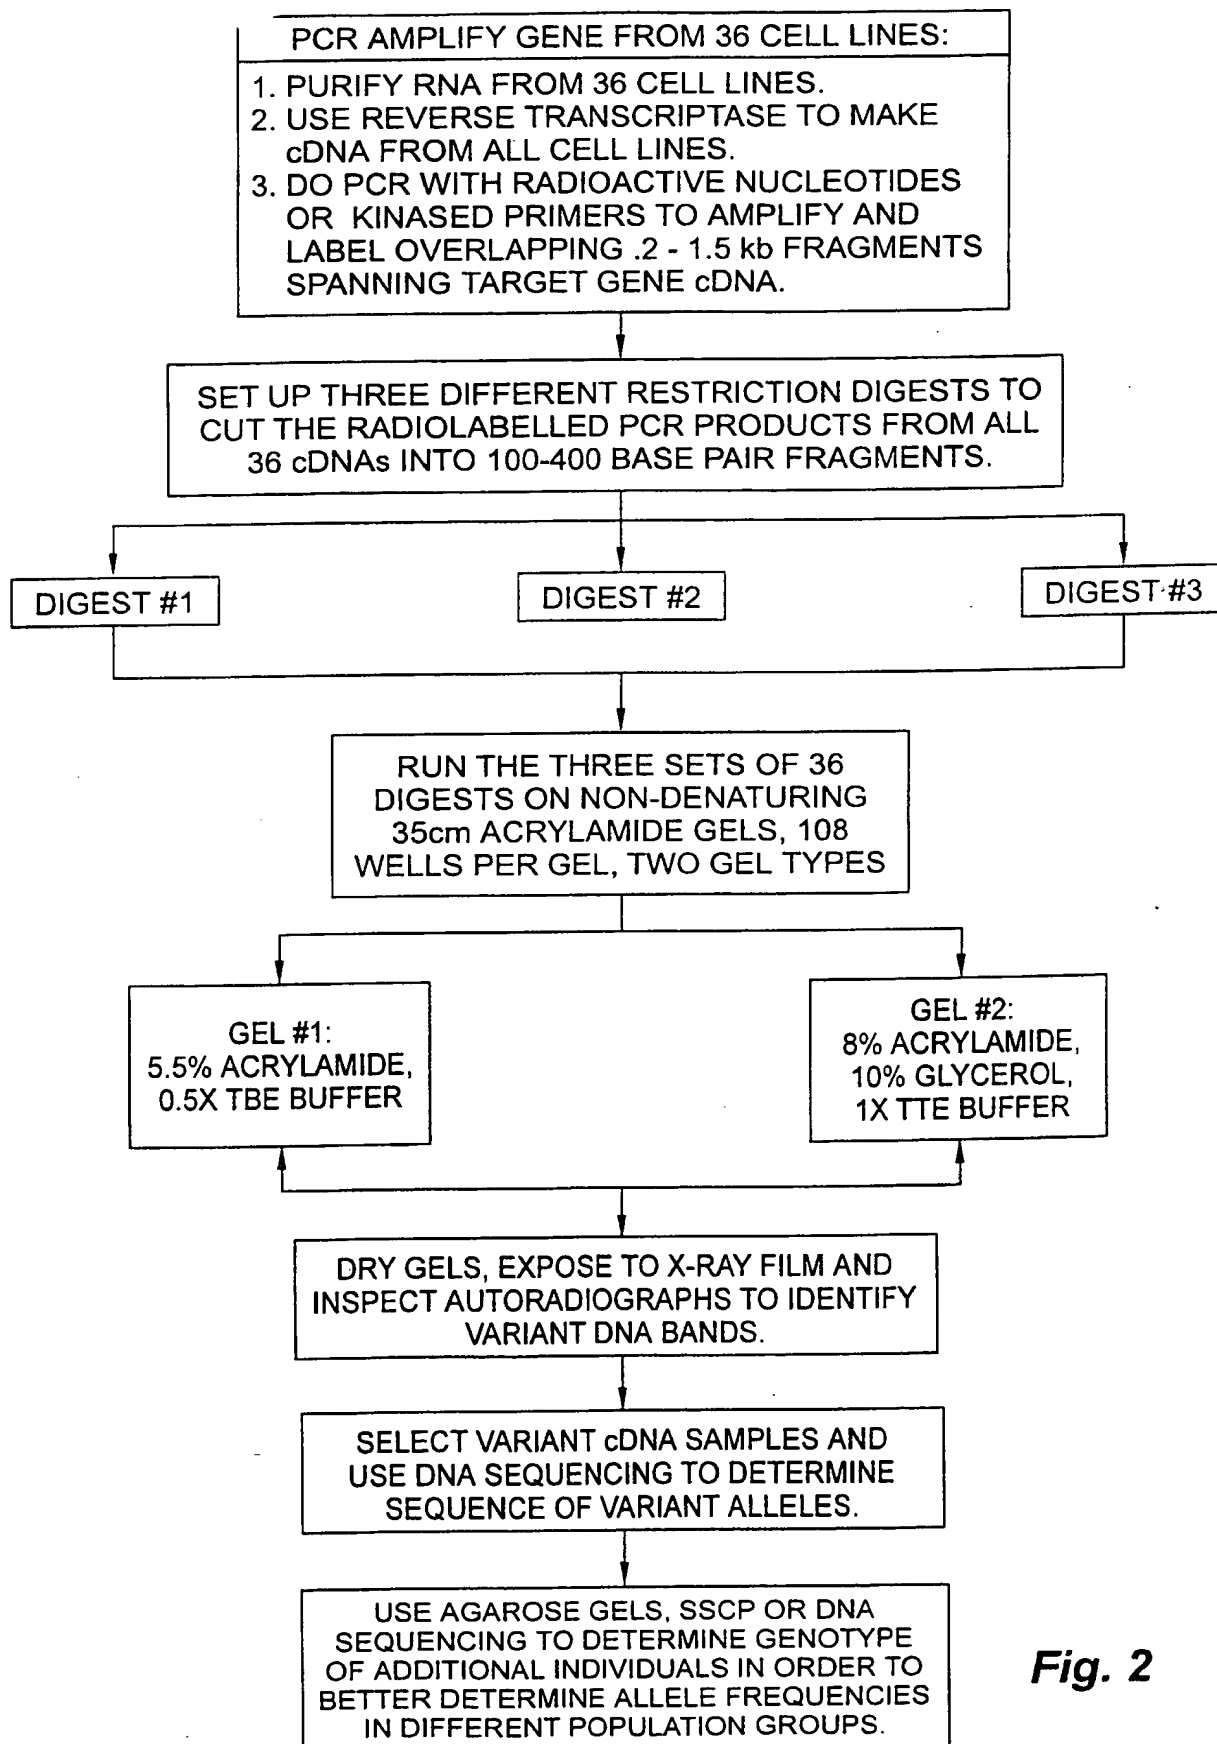 PCR AMPLIFY GENE FROM 36 CELL LINES:
1. PURIFY RNA FROM 36 CELL LINES.
2. USE REVERSE TRANSCRIPTASE TO MAKE
cDNA FROM ALL CELL LINES.
3. DO PCR WITH RADIOACTIVE NUCLEOTIDES
OR KINASED PRIMERS TO AMPLIFY AND
LABEL OVERLAPPING .2 - 1.5 kb FRAGMENTS
SPANNING TARGET GENE cDNA.
SET UP THREE DIFFERENT RESTRICTION DIGESTS TO
CUT THE RADIOLABELLED PCR PRODUCTS FROM ALL
36 cDNAs INTO 100-400 BASE PAIR FRAGMENTS.
DIGEST #1
DIGEST #2
DIGEST #3
RUN THE THREE SETS OF 36
DIGESTS ON NON-DENATURING
35cm ACRYLAMIDE GELS, 108
WELLS PER GEL, TWO GEL TYPES
GEL #1:
5.5% ACRYLAMIDE,
0.5X TBE BUFFER
GEL #2:
8% ACRYLAMIDE,
10% GLYCEROL,
1X TTE BUFFER
DRY GELS, EXPOSE TO X-RAY FILM AND
INSPECT AUTORADIOGRAPHS TO IDENTIFY
VARIANT DNA BANDS.
SELECT VARIANT cDNA SAMPLES AND
USE DNA SEQUENCING TO DETERMINE
SEQUENCE OF VARIANT ALLELES.
USE AGAROSE GELS, SSCP OR DNA
SEQUENCING TO DETERMINE GENOTYPE
OF ADDITIONAL INDIVIDUALS IN ORDER TO
BETTER DETERMINE ALLELE FREQUENCIES
IN DIFFERENT POPULATION GROUPS.
Fig. 2